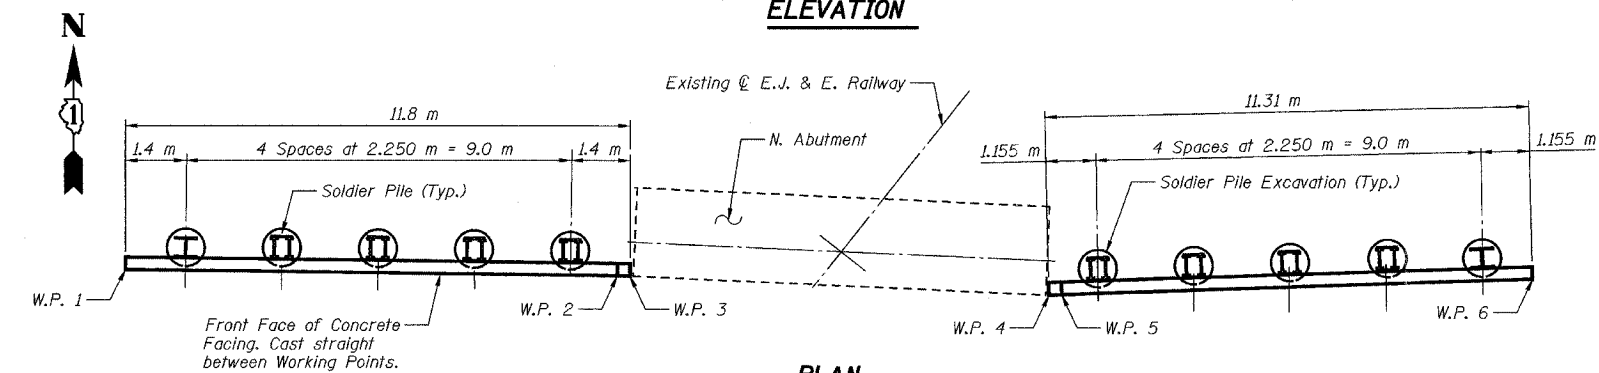 ELEVATION
N
1
Existing ℄ E.J. & E. Railway
11.8 m
11.31 m
N. Abutment
1.4 m
4 Spaces at 2.250 m = 9.0 m
1.4 m
1.155 m
4 Spaces at 2.250 m = 9.0 m
1.155 m
Soldier Pile (Typ.)
Soldier Pile Excavation (Typ.)
W.P. 1
W.P. 2
W.P. 3
W.P. 4
W.P. 5
W.P. 6
Front Face of Concrete
Facing. Cast straight
between Working Points.
PLAN